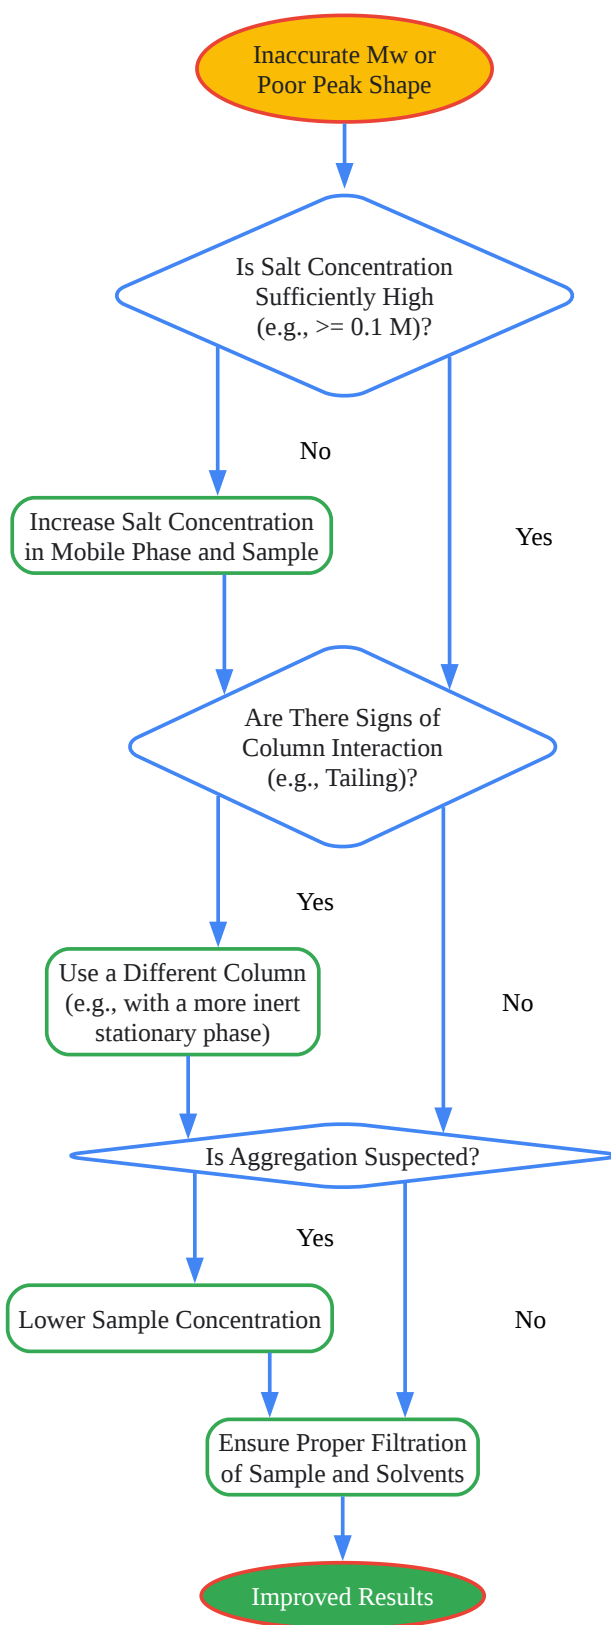 Inaccurate Mw or
Poor Peak Shape
Is Salt Concentration
Sufficiently High
(e.g., >= 0.1 M)?
No
Increase Salt Concentration
in Mobile Phase and Sample
Yes
Are There Signs of
Column Interaction
(e.g., Tailing)?
Yes
Use a Different Column
(e.g., with a more inert
stationary phase)
No
Is Aggregation Suspected?
Yes
Lower Sample Concentration
No
Ensure Proper Filtration
of Sample and Solvents
Improved Results